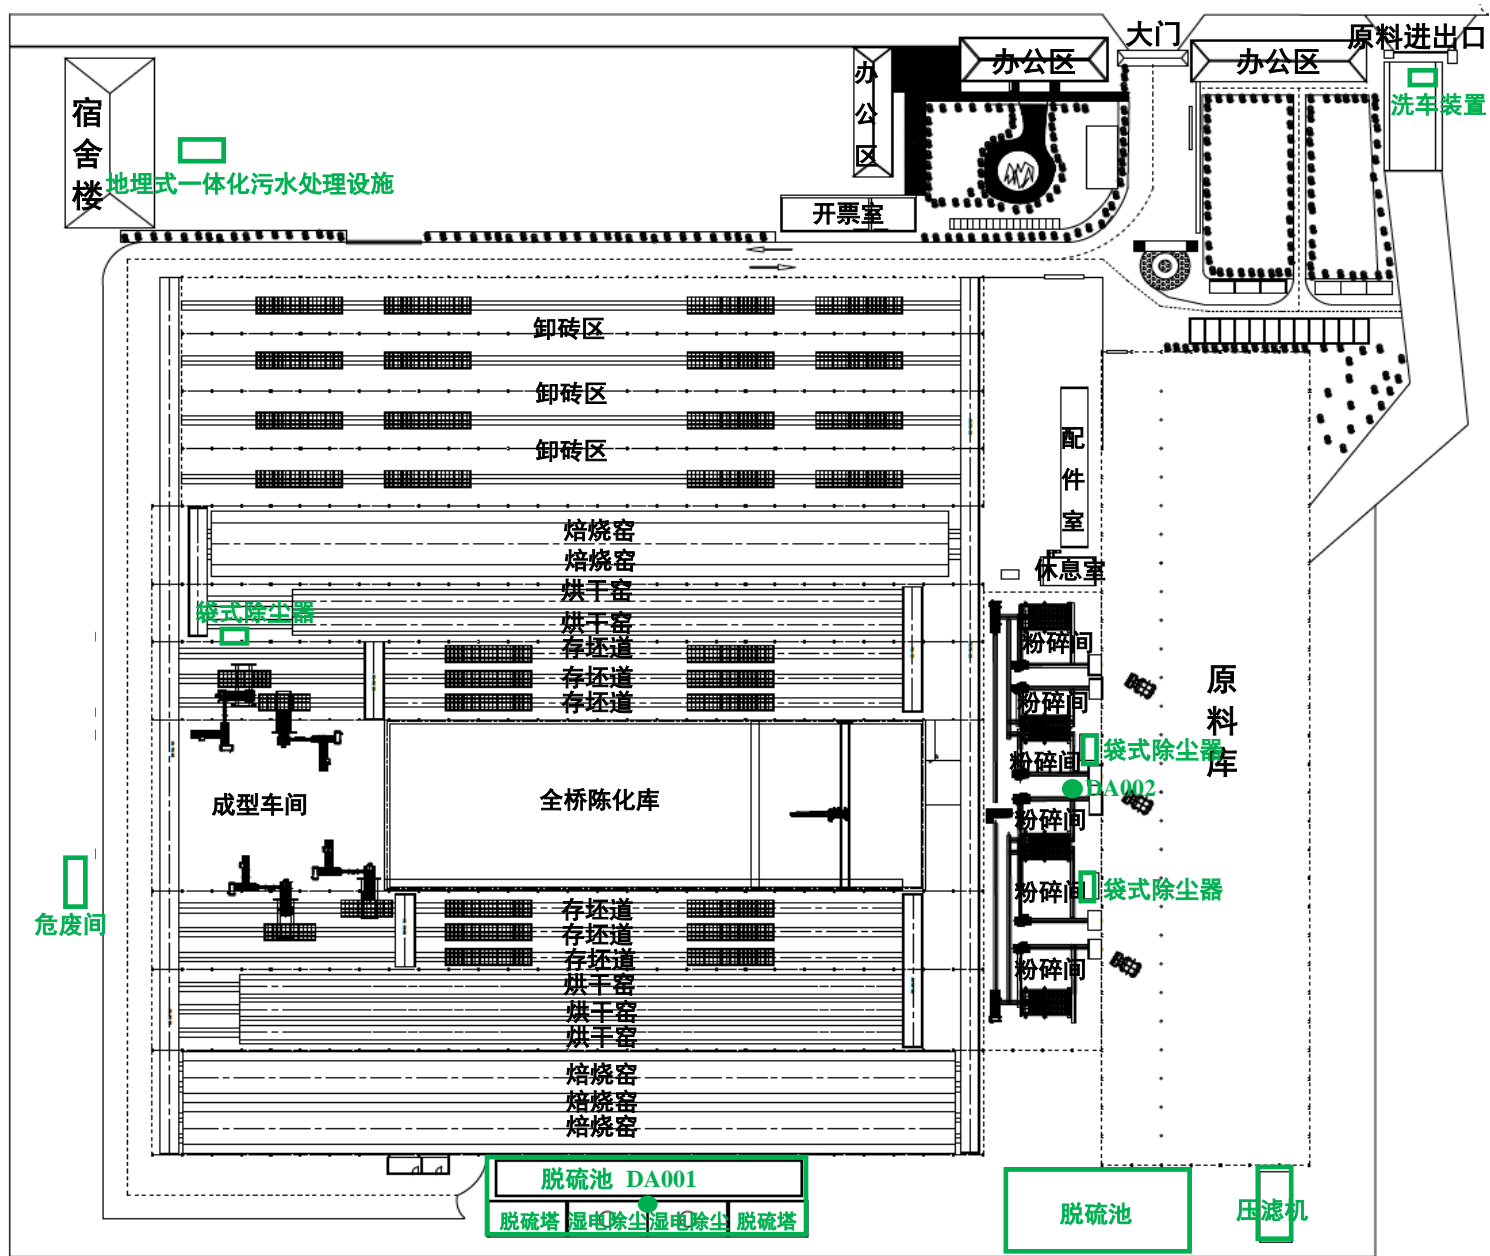 大门
原料进出口
办公区
办公区
办公区
洗车装置
宿舍楼
地埋式一体化污水处理设施
开票室
卸砖区
卸砖区
卸砖区
配件室
焙烧窑
焙烧窑
休息室
烘干窑
袋式除尘器
烘干窑
存坯道
粉碎间
存坯道
存坯道
粉碎间
原料库
袋式除尘器
粉碎间
DA002
成型车间
全桥陈化库
粉碎间
袋式除尘器
粉碎间
危废间
存坯道
存坯道
存坯道
粉碎间
烘干窑
烘干窑
烘干窑
焙烧窑
焙烧窑
焙烧窑
脱硫池 DA001
脱硫塔
湿电除尘
湿电除尘
脱硫塔
脱硫池
压滤机